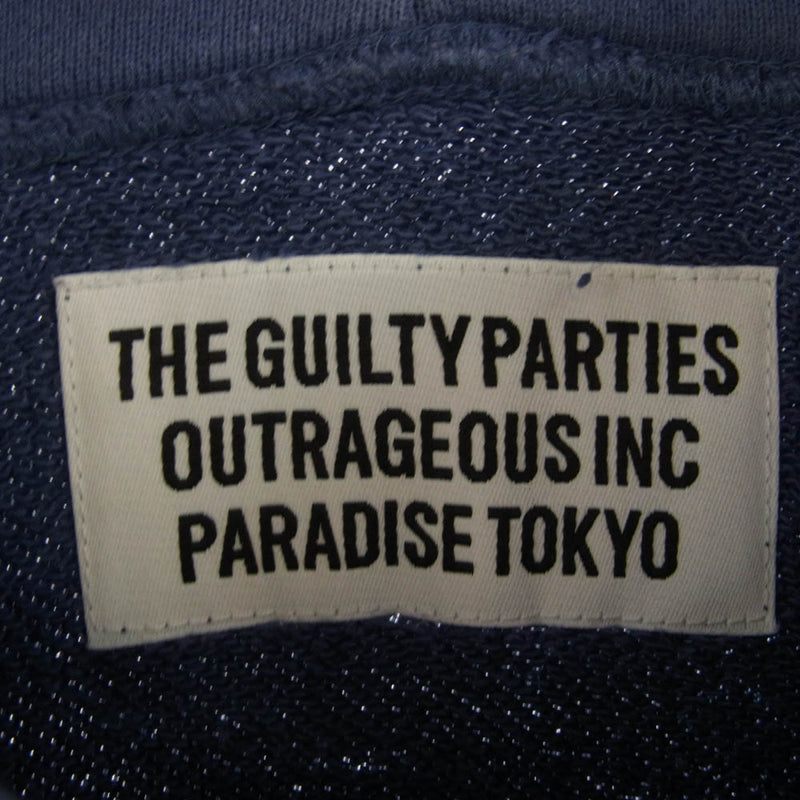 THE GUILTY PARTIES
OUTRAGEOUS INC
PARADISE TOKYO